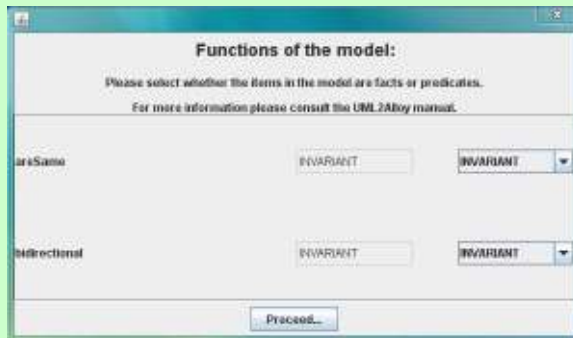 Functions of the model:
Please select whether the items in the model are facts or predicates.
For more information please consult the UML2Alloy manual.
areSame INVARIANT INVARIANT
bidirectional INVARIANT INVARIANT
Proceed...